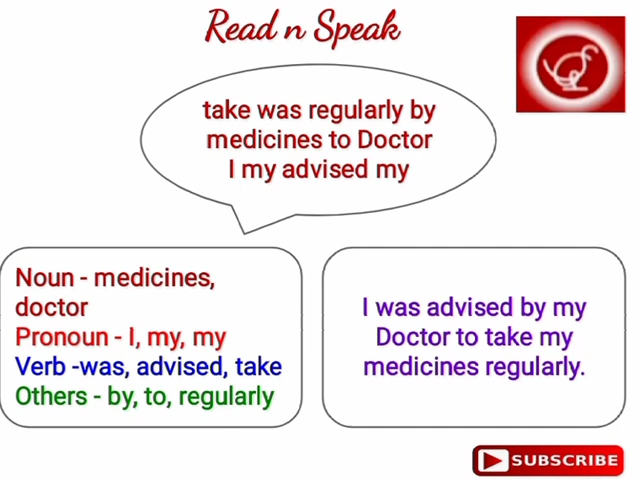 Read n Speak
take was regularly by
medicines to Doctor
I my advised my
Noun - medicines,
doctor
Pronoun - I, my, my
Verb -was, advised, take
Others - by, to, regularly
I was advised by my
Doctor to take my
medicines regularly.
SUBSCRIBE